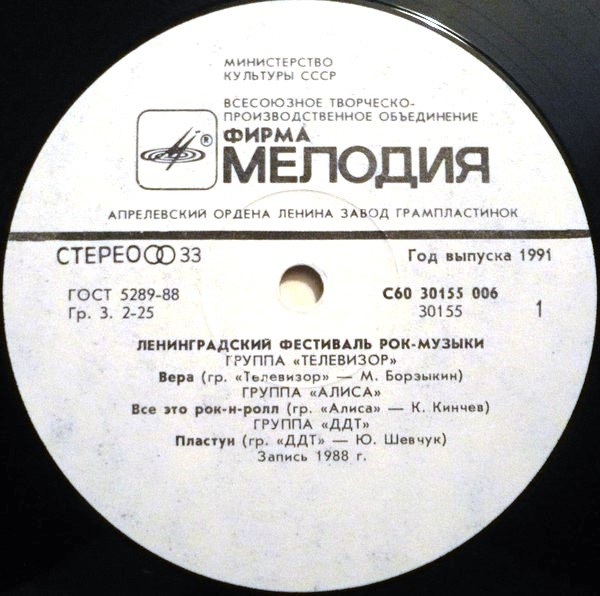 МИНИСТЕРСТВО
КУЛЬТУРЫ СССР
ВСЕСОЮЗНОЕ ТВОРЧЕСКО-
ПРОИЗВОДСТВЕННОЕ ОБЪЕДИНЕНИЕ
ФИРМА
® МЕЛОДИЯ
АПРЕЛЕВСКИЙ ОРДЕНА ЛЕНИНА ЗАВОД ГРАМПЛАСТИНОК
СТЕРЕО 33 Год выпуска 1991
ГОСТ 5289-88 С60 30155 006
Гр. 3. 2-25 30155 1
ЛЕНИНГРАДСКИЙ ФЕСТИВАЛЬ РОК-МУЗЫКИ
ГРУППА «ТЕЛЕВИЗОР»
Вера (гр. «Телевизор» — М. Борзыкин)
ГРУППА «АЛИСА»
Все это рок-н-ролл (гр. «Алиса» — К. Кинчев)
ГРУППА «ДДТ»
Пластун (гр. «ДДТ» — Ю. Шевчук)
Запись 1988 г.